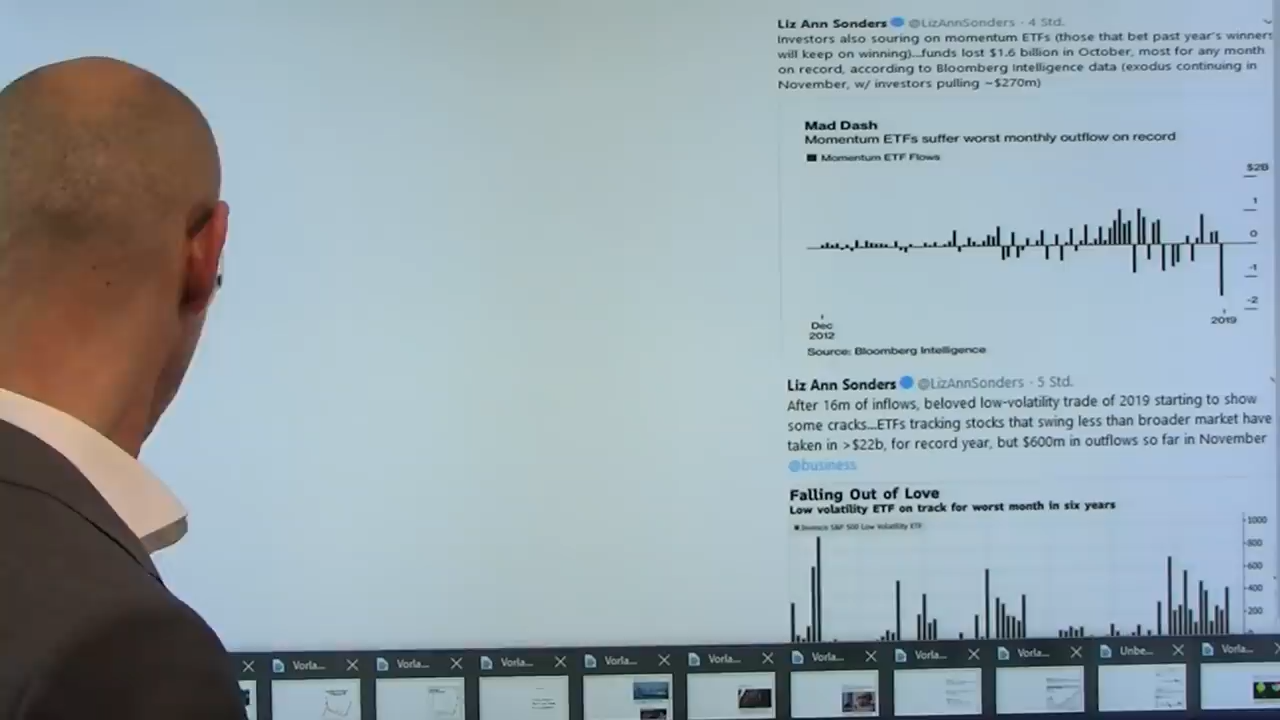 Liz Ann Sonders @LizAnnSonders · 4 Std.
Investors also souring on momentum ETFs (those that bet past year's winners
will keep on winning)...funds lost $1.6 billion in October, most for any month
on record, according to Bloomberg Intelligence data (exodus continuing in
November, w/ investors pulling ~$270m)
Mad Dash
Momentum ETFs suffer worst monthly outflow on record
Momentum ETF Flows
$2B
1
0
-1
-2
Dec
2012
2019
Source: Bloomberg Intelligence
Liz Ann Sonders @LizAnnSonders · 5 Std.
After 16m of inflows, beloved low-volatility trade of 2019 starting to show
some cracks...ETFs tracking stocks that swing less than broader market have
taken in >$22b, for record year, but $600m in outflows so far in November
@business
Falling Out of Love
Low volatility ETF on track for worst month in six years
Invesco S&P 500 Low Volatility ETF
1000
800
600
400
200
Vorla...
Vorla...
Vorla...
Vorla...
Vorla...
Vorla...
Vorla...
Vorla...
Unbe...
Vorla...